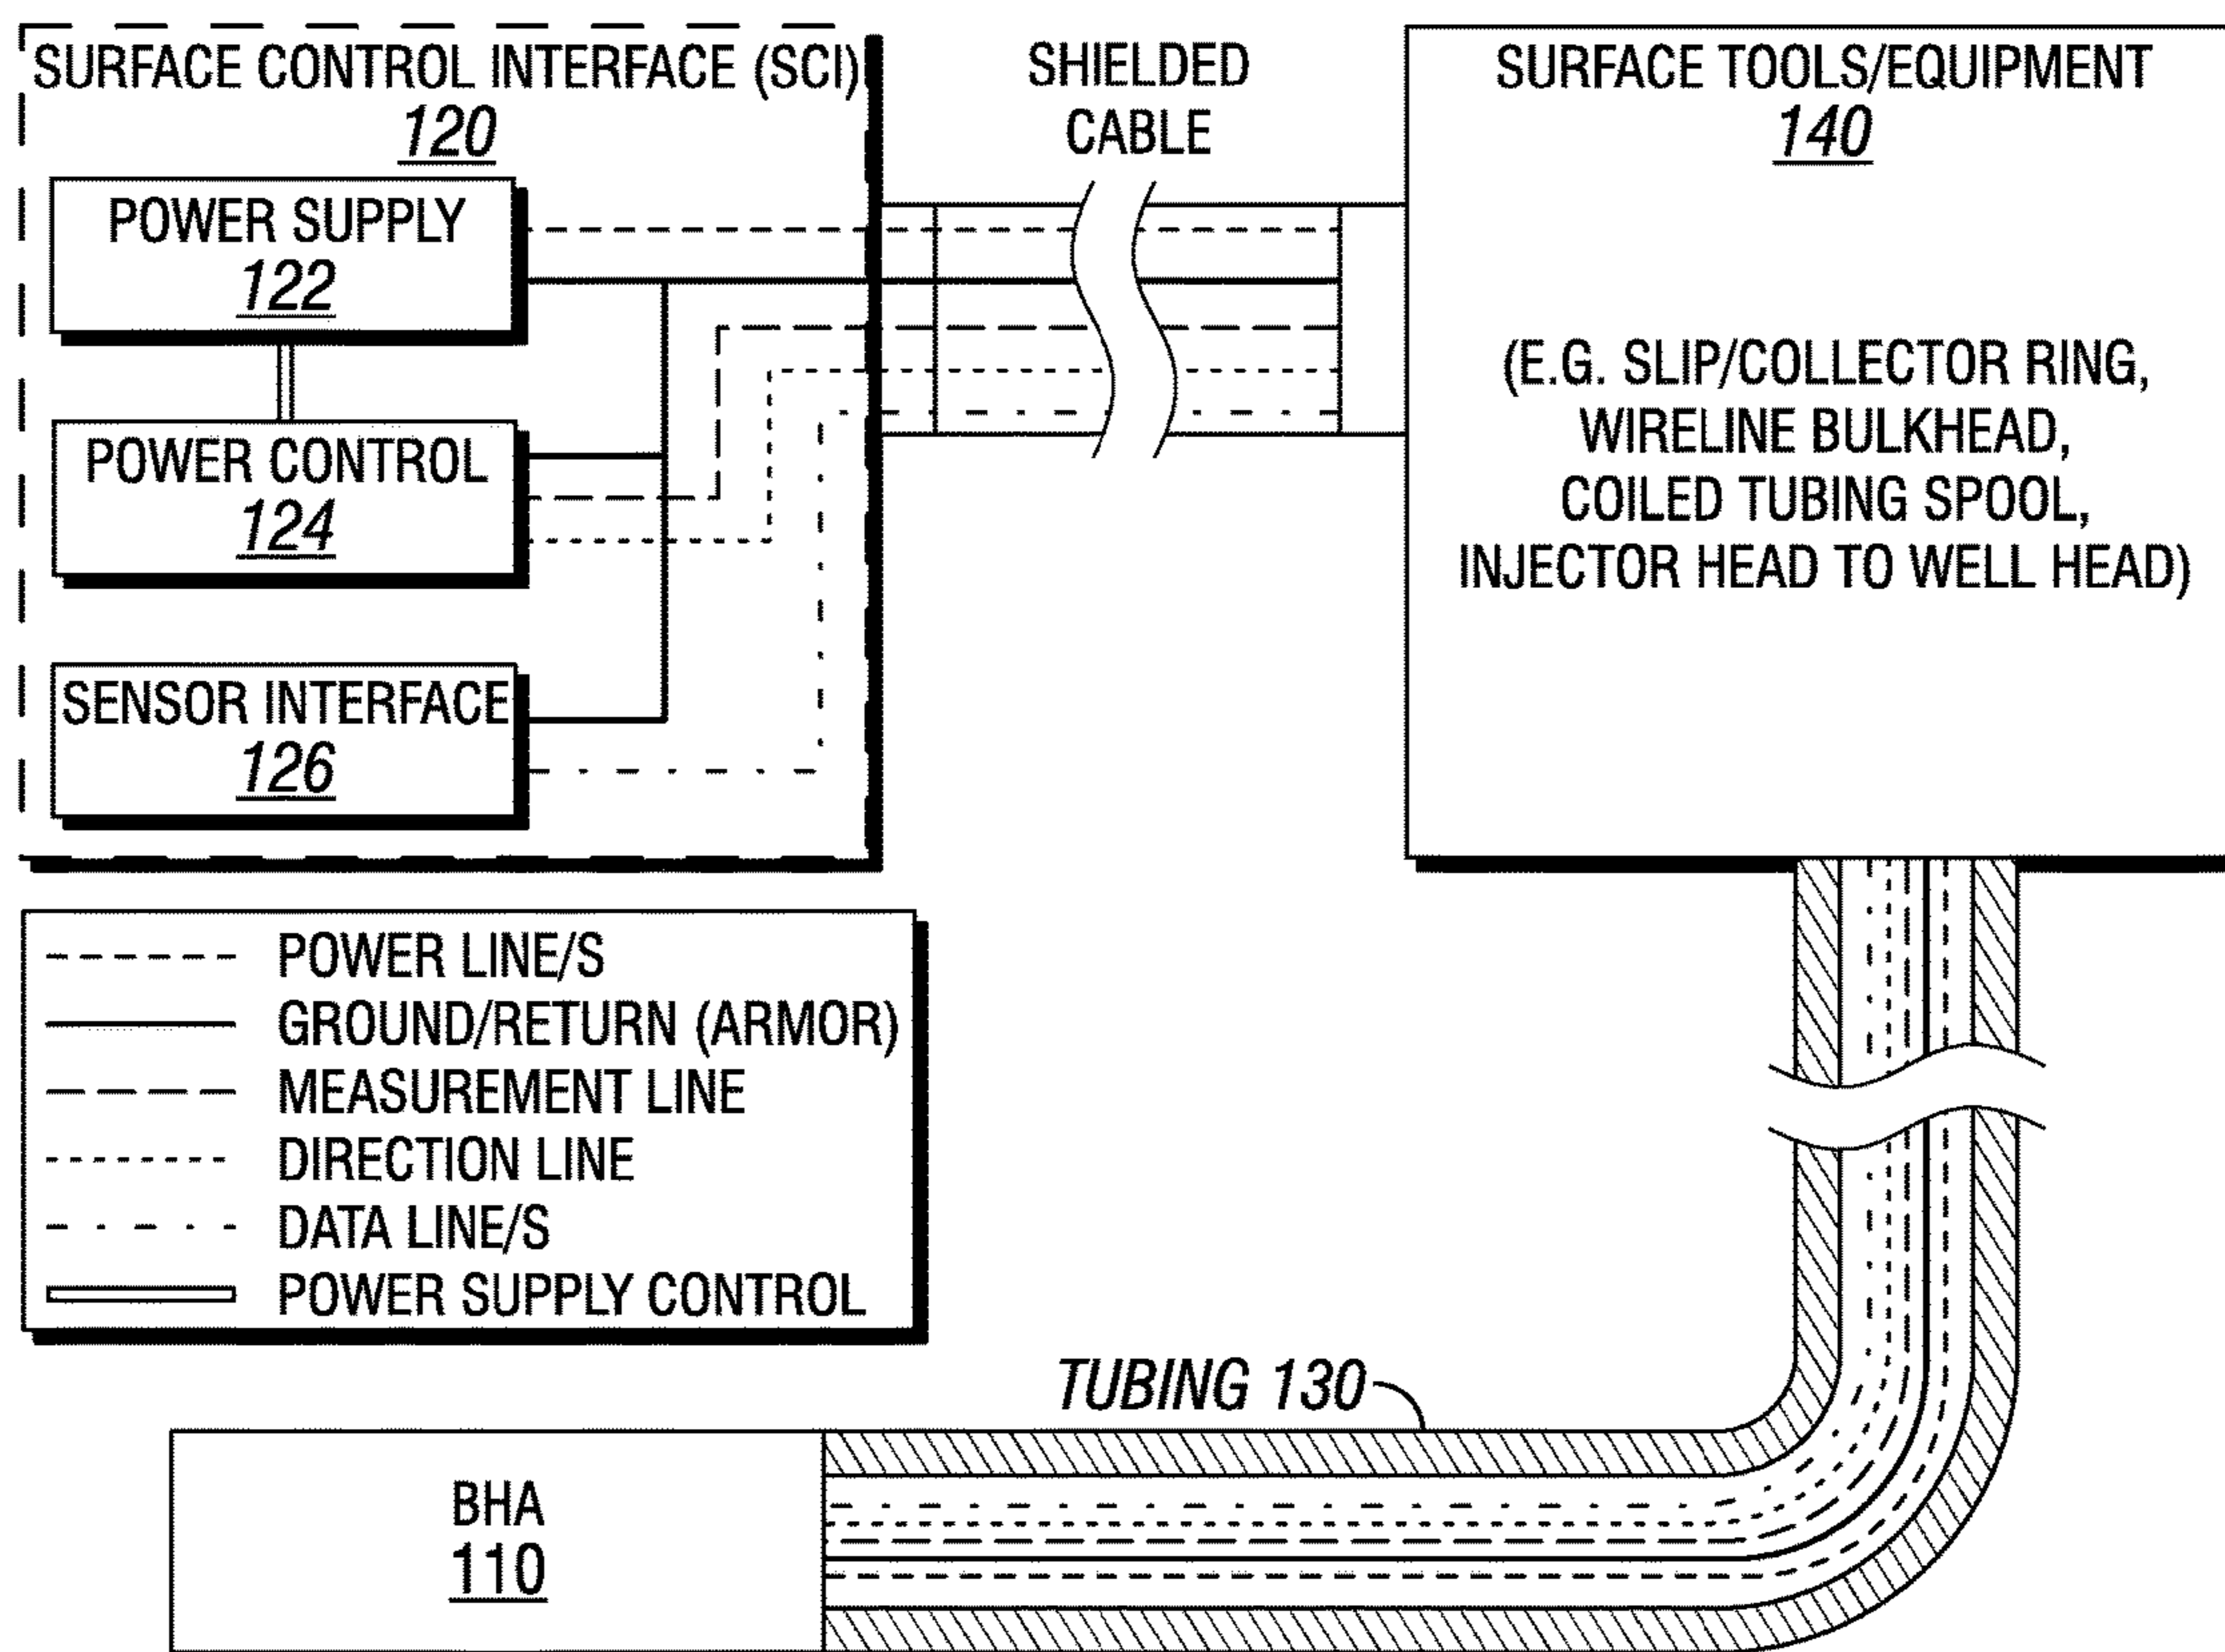 SURFACE CONTROL INTERFACE (SCI)
120
POWER SUPPLY
122
POWER CONTROL
124
SENSOR INTERFACE
126
SHIELDED
CABLE
SURFACE TOOLS/EQUIPMENT
140
(E.G. SLIP/COLLECTOR RING,
WIRELINE BULKHEAD,
COILED TUBING SPOOL,
INJECTOR HEAD TO WELL HEAD)
POWER LINE/S
GROUND/RETURN (ARMOR)
MEASUREMENT LINE
DIRECTION LINE
DATA LINE/S
POWER SUPPLY CONTROL
TUBING 130
BHA
110